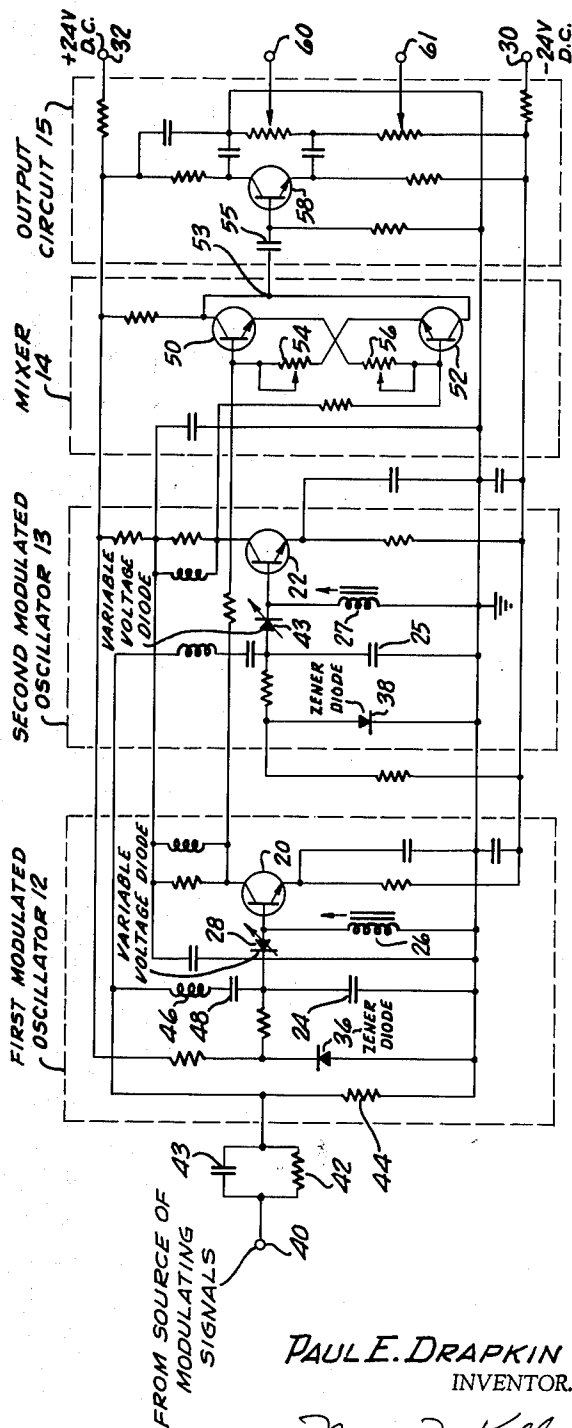 FROM SOURCE OF
MODULATING
SIGNALS
40
43
42
44
FIRST MODULATED
OSCILLATOR 12
VARIABLE
VOLTAGE DIODE
46
48
28
20
24
26
36
ZENER
DIODE
SECOND MODULATED
OSCILLATOR 13
VARIABLE
VOLTAGE
DIODE
43
22
27
25
ZENER
DIODE
38
MIXER
14
50
52
53
54
56
OUTPUT
CIRCUIT 15
55
58
+24V
D.C.
32
60
61
30
-24V
D.C.
PAUL E. DRAPKIN
INVENTOR.